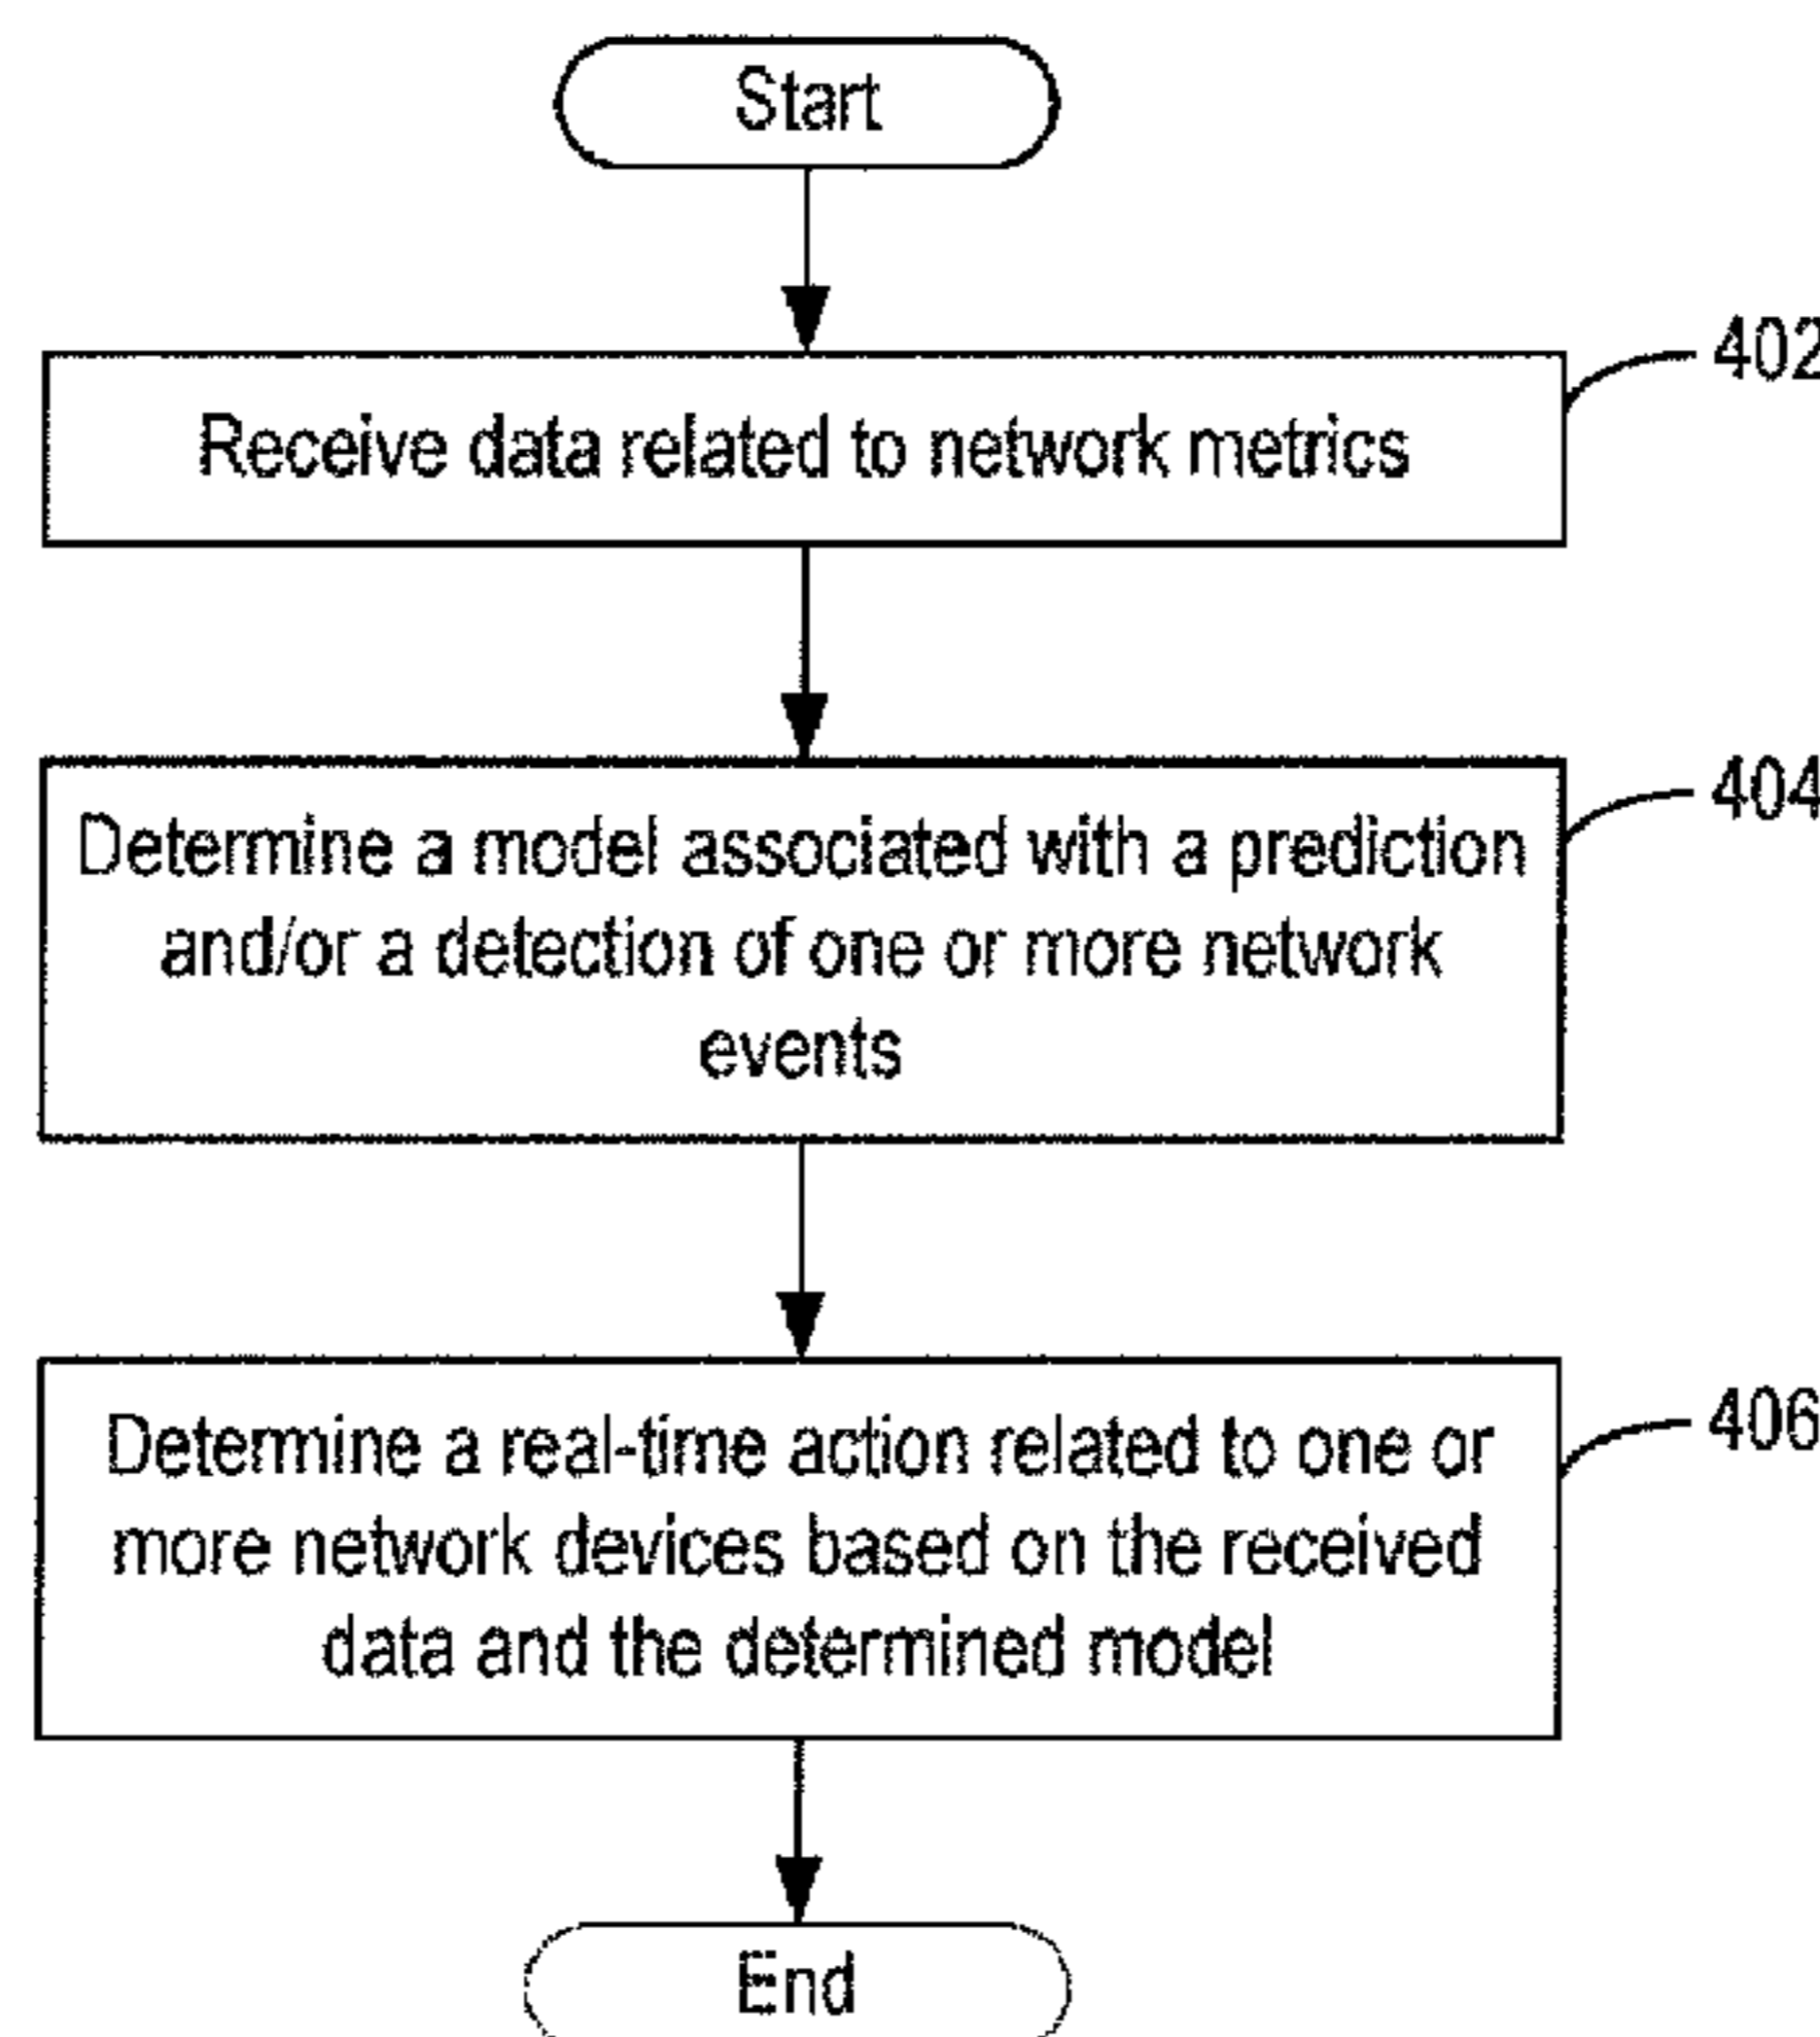 Start
402
Receive data related to network metrics
404
Determine a model associated with a prediction
and/or a detection of one or more network
events
406
Determine a real-time action related to one or
more network devices based on the received
data and the determined model
End